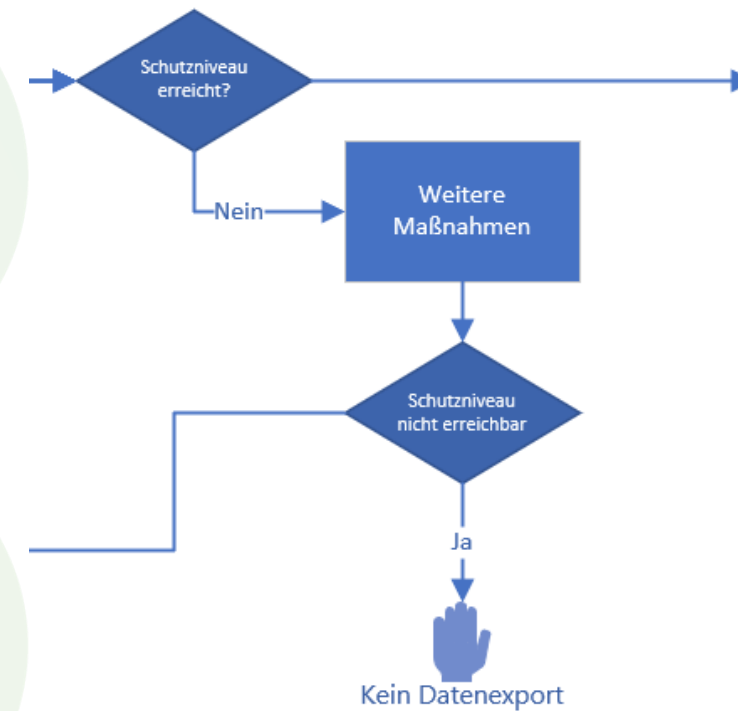 Schutzniveau
erreicht?
Nein
Weitere
Maßnahmen
Schutzniveau
nicht erreichbar
Ja
Kein Datenexport